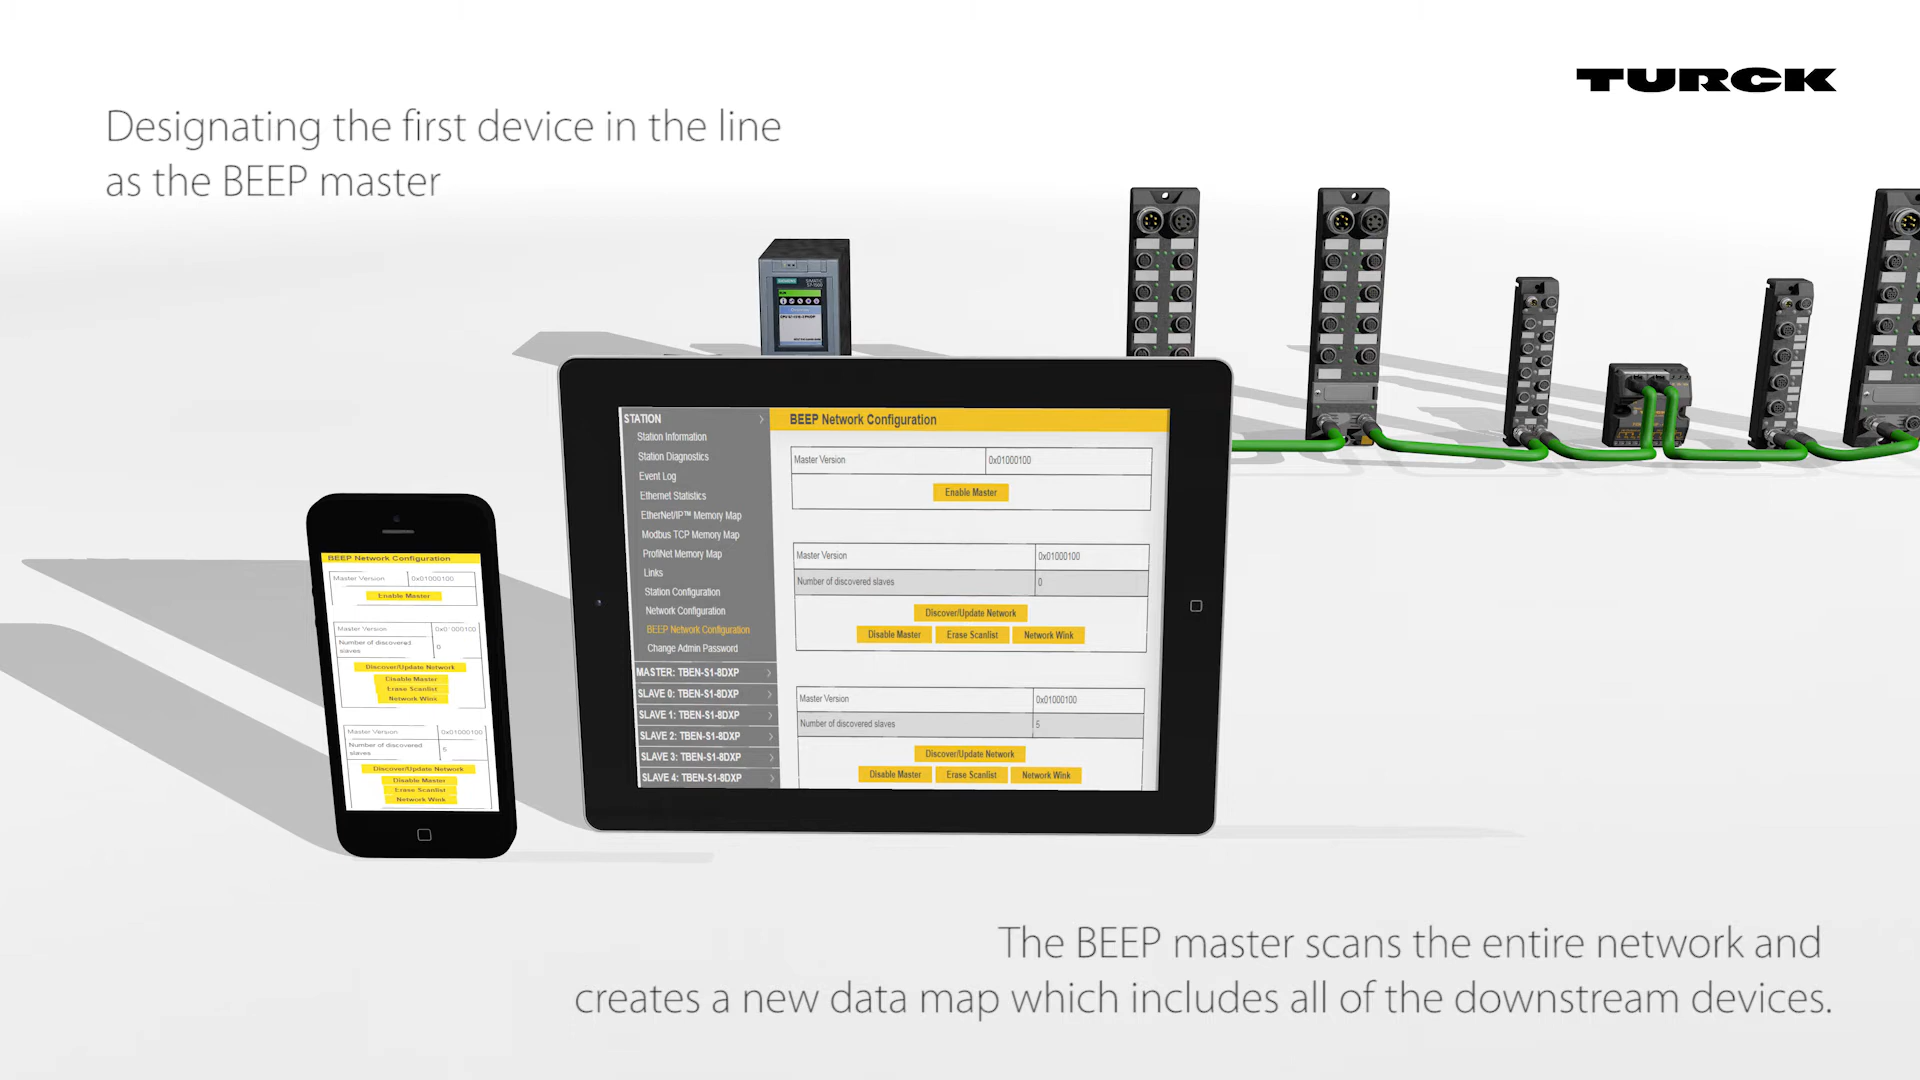 TURCK
Designating the first device in the line
as the BEEP master
SIEMENS
STATION
Station Information
Station Diagnostics
Event Log
Ethernet Statistics
EtherNet/IP™ Memory Map
Modbus TCP Memory Map
ProfiNet Memory Map
Links
Station Configuration
Network Configuration
BEEP Network Configuration
Change Admin Password
MASTER: TBEN-S1-8DXP
SLAVE 0: TBEN-S1-8DXP
SLAVE 1: TBEN-S1-8DXP
SLAVE 2: TBEN-S1-8DXP
SLAVE 3: TBEN-S1-8DXP
SLAVE 4: TBEN-S1-8DXP
BEEP Network Configuration
Master Version 0x01000100
Enable Master
Master Version 0x01000100
Number of discovered slaves 0
Discover/Update Network
Disable Master Erase Scanlist Network Wink
Master Version 0x01000100
Number of discovered slaves 5
Discover/Update Network
Disable Master Erase Scanlist Network Wink
BEEP Network Configuration
Master Version 0x01000100
Enable Master
Master Version 0x01000100
Number of discovered
slaves 0
Discover/Update Network
Disable Master
Erase Scanlist
Network Wink
Master Version 0x01000100
Number of discovered
slaves 5
Discover/Update Network
Disable Master
Erase Scanlist
Network Wink
The BEEP master scans the entire network and
creates a new data map which includes all of the downstream devices.